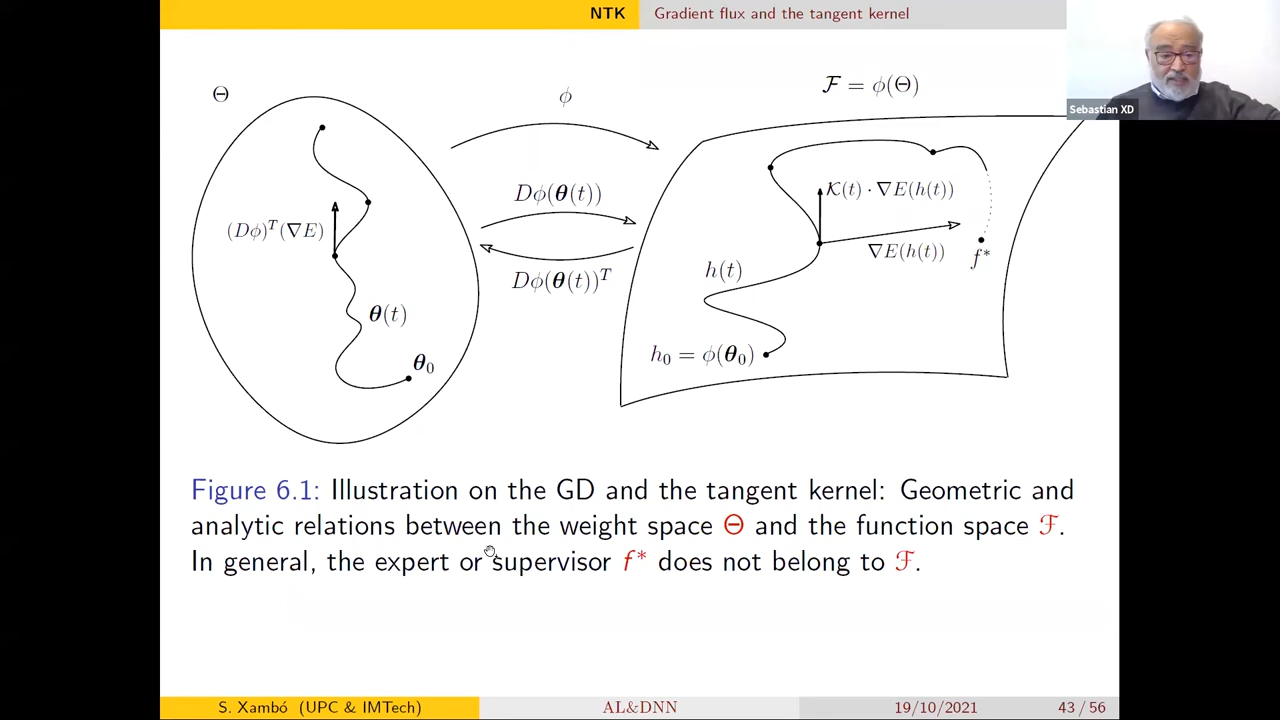 NTK Gradient flux and the tangent kernel
Sebastian XD
Θ
ϕ
ℱ = ϕ(Θ)
Dϕ(θ(t))
Dϕ(θ(t))ᵀ
(Dϕ)ᵀ(∇E)
θ(t)
θ₀
𝒦(t) · ∇E(h(t))
∇E(h(t))
f*
h(t)
h₀ = ϕ(θ₀)
Figure 6.1: Illustration on the GD and the tangent kernel: Geometric and
analytic relations between the weight space Θ and the function space ℱ.
In general, the expert or supervisor f* does not belong to ℱ.
S. Xambó (UPC & IMTech) AL&DNN 19/10/2021 43 / 56